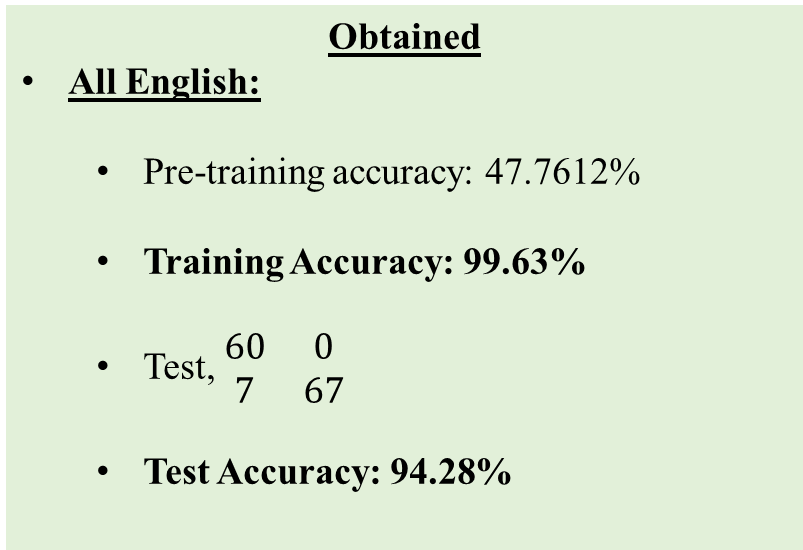 Obtained
• All English:
• Pre-training accuracy: 47.7612%
• Training Accuracy: 99.63%
• Test, 60 0
7 67
• Test Accuracy: 94.28%